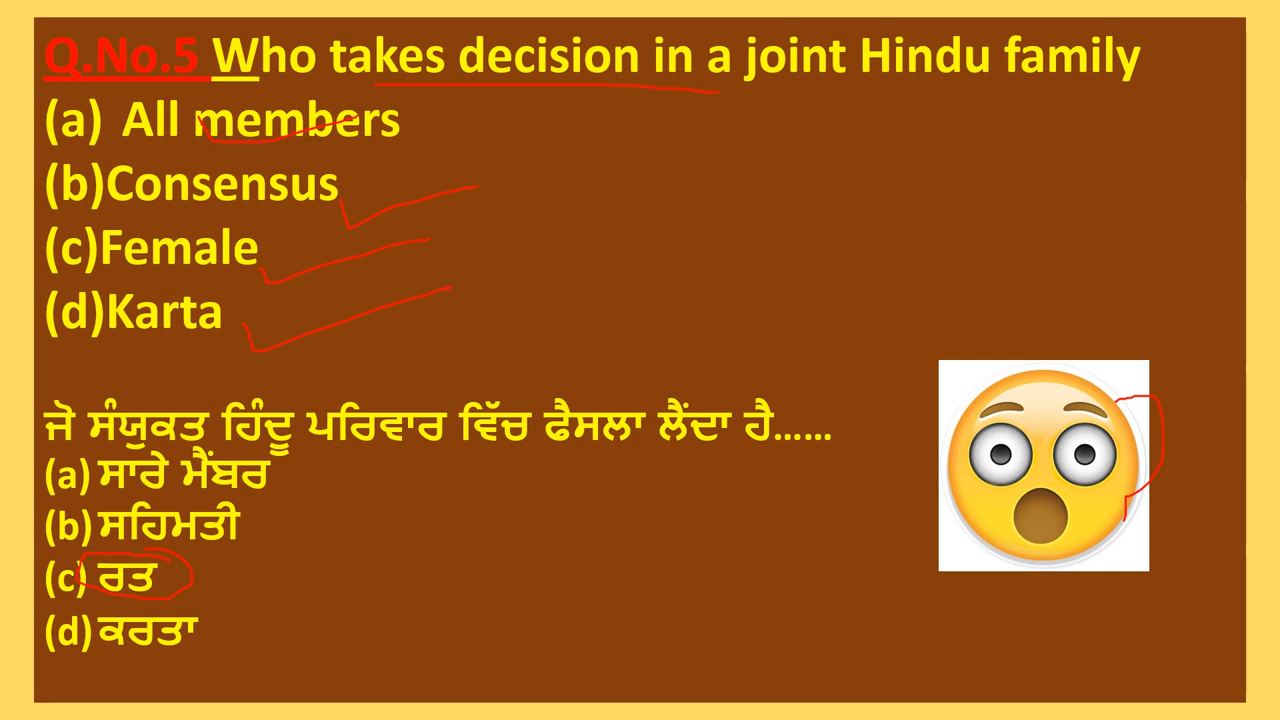 Q.No.5 Who takes decision in a joint Hindu family
(a) All members
(b)Consensus
(c)Female
(d)Karta
ਜੋ ਸੰਯੁਕਤ ਹਿੰਦੂ ਪਰਿਵਾਰ ਵਿੱਚ ਫੈਸਲਾ ਲੈਂਦਾ ਹੈ......
(a) ਸਾਰੇ ਮੈਂਬਰ
(b) ਸਹਿਮਤੀ
(c) ਰਤ
(d) ਕਰਤਾ